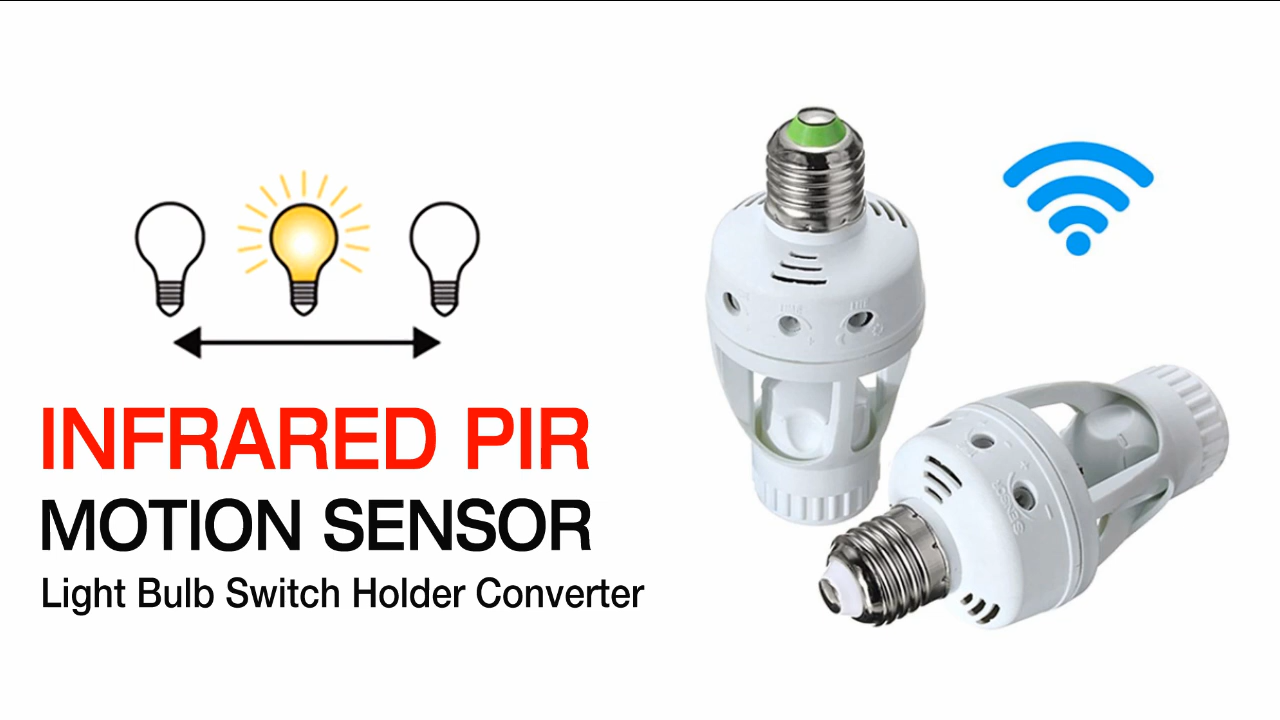 INFRARED PIR
MOTION SENSOR
Light Bulb Switch Holder Converter